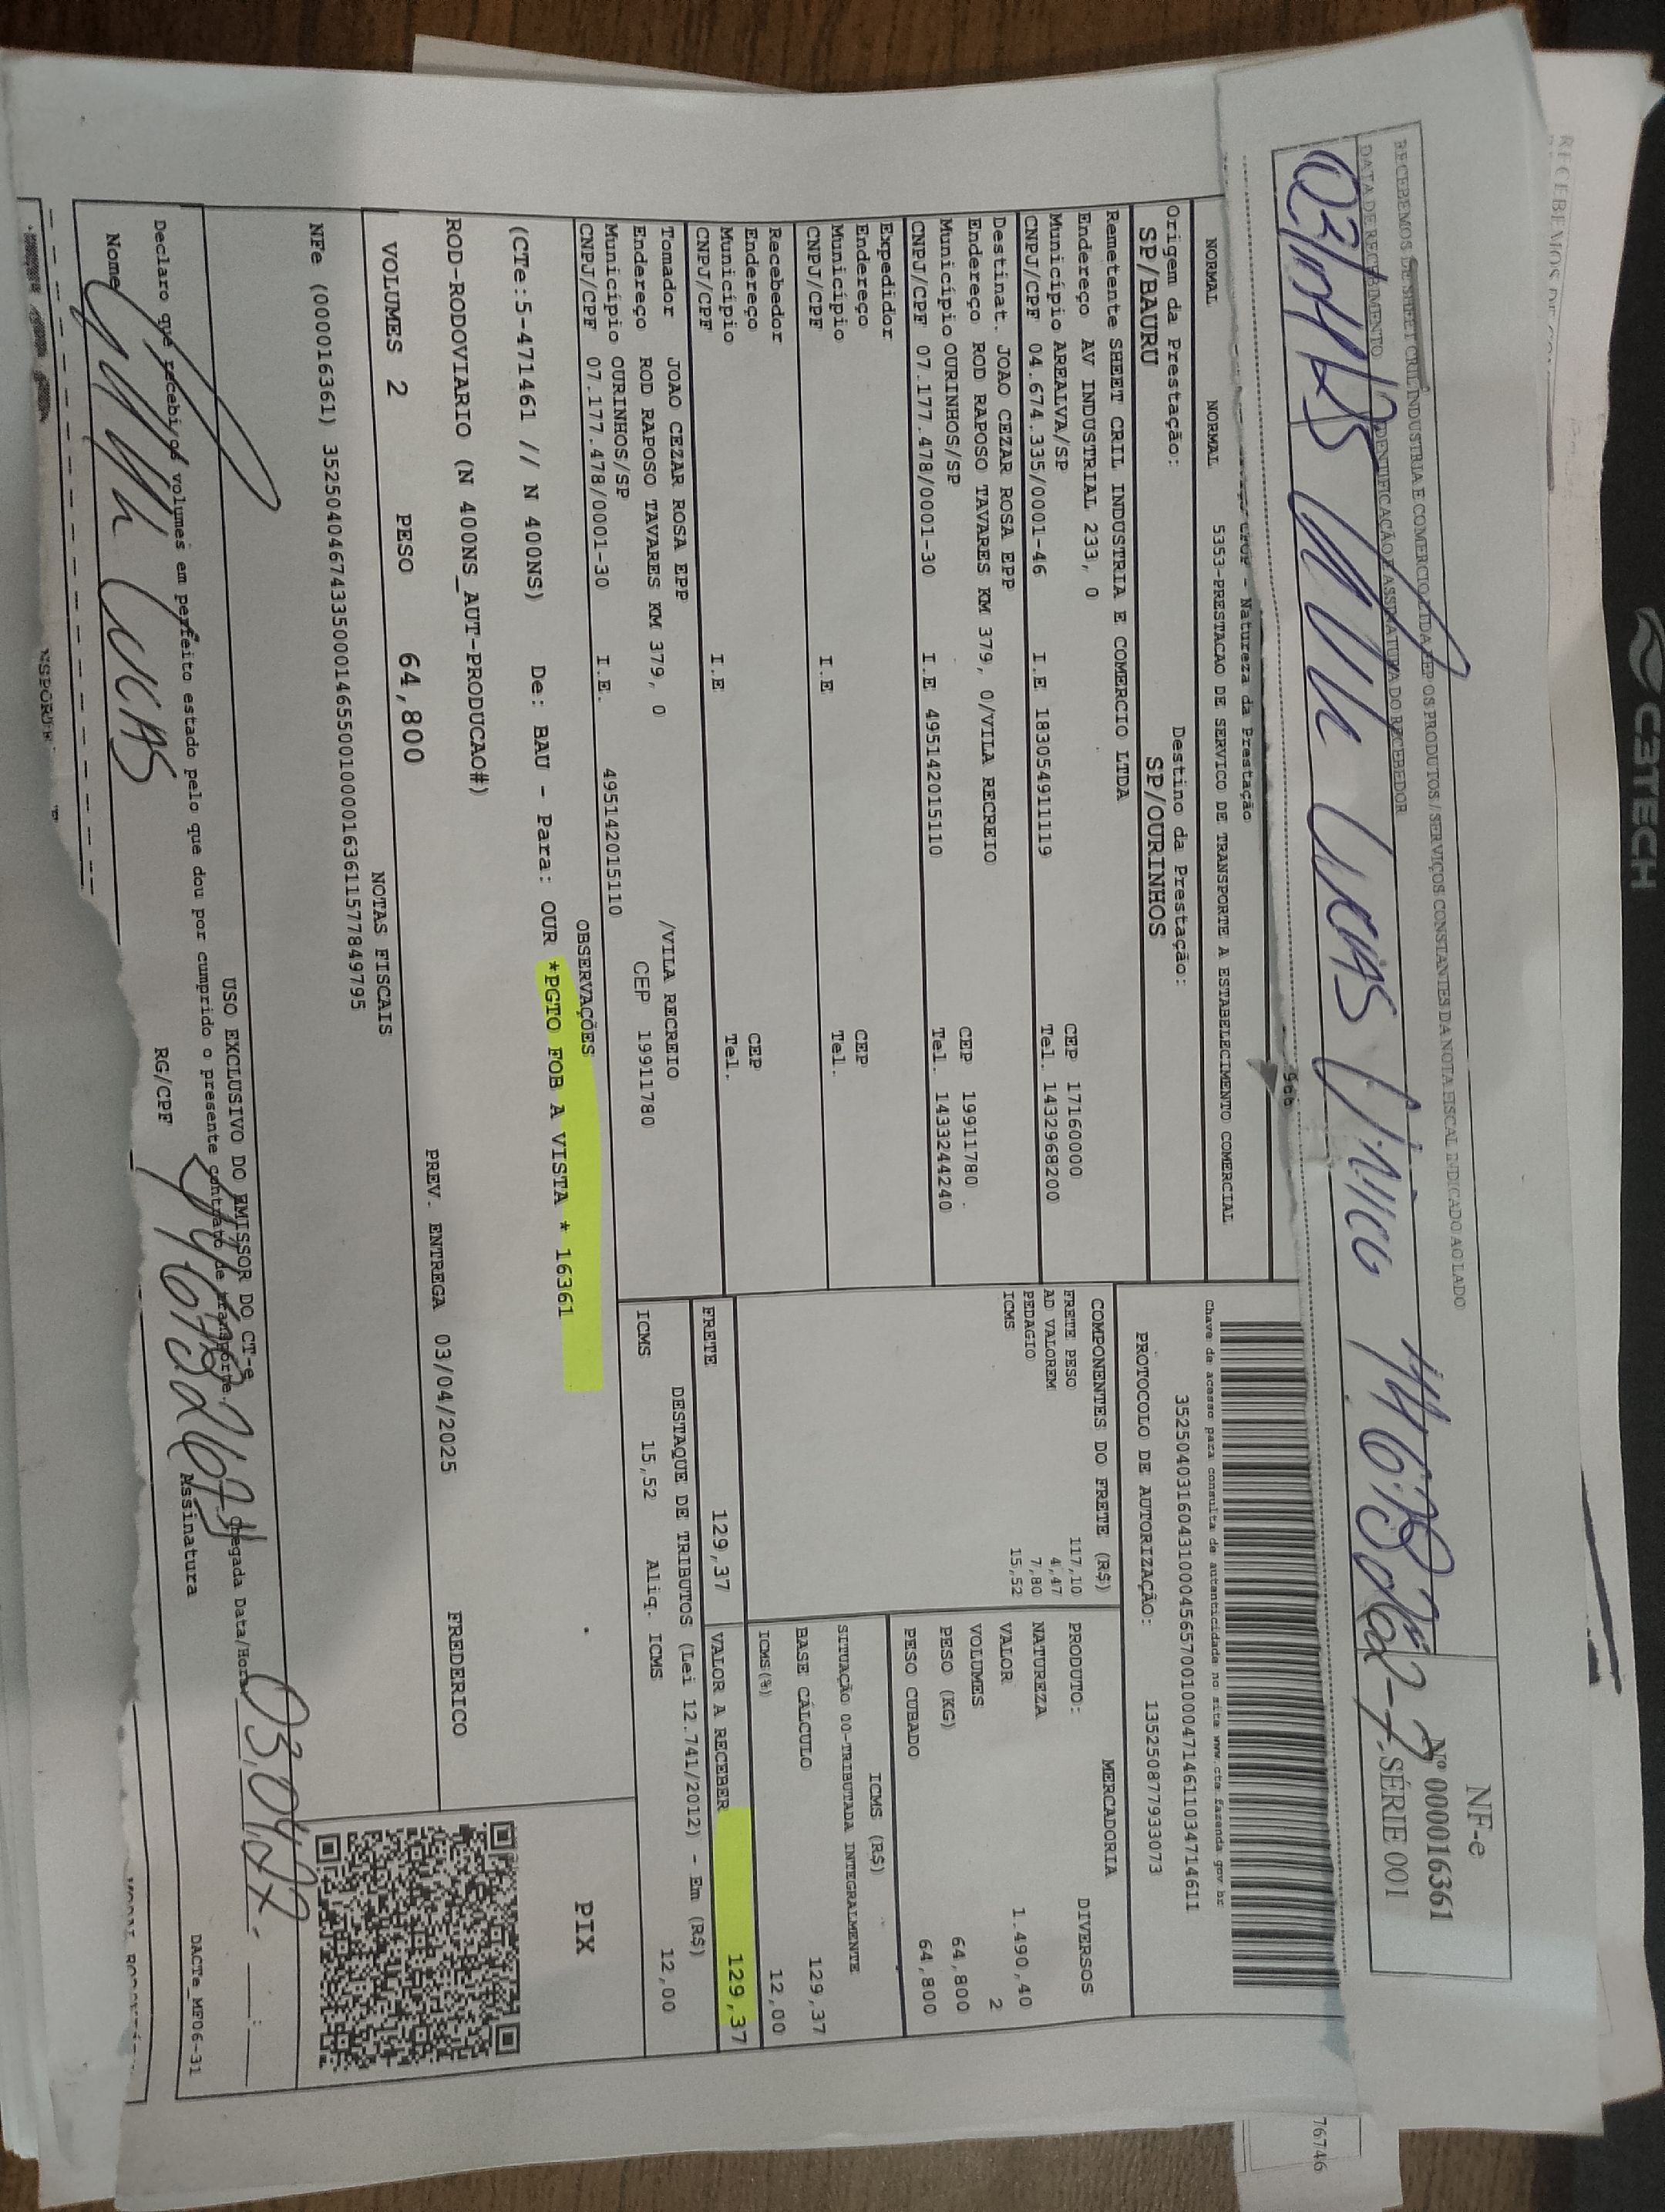 RECEBEMOS DE SHEET CRIL INDUSTRIA E COMERCIO LTDA EPP OS PRODUTOS / SERVIÇOS CONSTANTES DA NOTA FISCAL INDICADO AO LADO
DATA DE RECEBIMENTO
IDENTIFICAÇÃO E ASSINATURA DO RECEBEDOR
NF-e
Nº 000016361
SÉRIE 001
- Natureza da Prestação
NORMAL NORMAL 5353-PRESTACAO DE SERVICO DE TRANSPORTE A ESTABELECIMENTO COMERCIAL
Origem da Prestação: Destino da Prestação:
SP/BAURU SP/OURINHOS
Remetente SHEET CRIL INDUSTRIA E COMERCIO LTDA
Endereço AV INDUSTRIAL 233, 0 CEP 17160000
Município AREALVA/SP Tel. 1432968200
CNPJ/CPF 04.674.335/0001-46 I.E 183054911119
Destinat. JOAO CEZAR ROSA EPP
Endereço ROD RAPOSO TAVARES KM 379, 0/VILA RECREIO CEP 19911780
Município OURINHOS/SP Tel. 1433244240
CNPJ/CPF 07.177.478/0001-30 I.E 495142015110
Expedidor
Endereço CEP
Município Tel.
CNPJ/CPF I.E
Recebedor
Endereço CEP
Município Tel.
CNPJ/CPF I.E
Tomador JOAO CEZAR ROSA EPP /VILA RECREIO
Endereço ROD RAPOSO TAVARES KM 379, 0 CEP 19911780
Município OURINHOS/SP
CNPJ/CPF 07.177.478/0001-30 I.E. 495142015110
Chave de acesso para consulta de autenticidade no site www.cte.fazenda.gov.br
35250403160431000456570010004714611034714611
PROTOCOLO DE AUTORIZAÇÃO: 135250877933073
COMPONENTES DO FRETE (R$)
FRETE PESO 117,10
AD VALOREM 4,47
PEDAGIO 7,80
ICMS 15,52
MERCADORIA
PRODUTO: DIVERSOS
NATUREZA
VALOR 1.490,40
VOLUMES 2
PESO (KG) 64,800
PESO CUBADO 64,800
ICMS (R$)
SITUAÇÃO 00-TRIBUTADA INTEGRALMENTE
BASE CÁLCULO 129,37
ICMS(%) 12,00
FRETE 129,37 VALOR A RECEBER 129,37
DESTAQUE DE TRIBUTOS (Lei 12.741/2012) - Em (R$)
ICMS 15,52 Aliq. ICMS 12,00
OBSERVAÇÕES
(CTe:5-471461 // N 400NS) De: BAU - Para: OUR *PGTO FOB A VISTA * 16361
ROD-RODOVIARIO (N 400NS_AUT-PRODUCAO#)
PIX
VOLUMES 2 PESO 64,800 PREV. ENTREGA 03/04/2025 FREDERICO
NOTAS FISCAIS
NFe (000016361) 35250404674335000146550010000163611577849795
USO EXCLUSIVO DO EMISSOR DO CT-e
Declaro que recebi os volumes em perfeito estado pelo que dou por cumprido o presente contrato de transporte. Chegada Data/Hora
Nome RG/CPF Assinatura
DACTe_MF06-31
C3TECH
76746